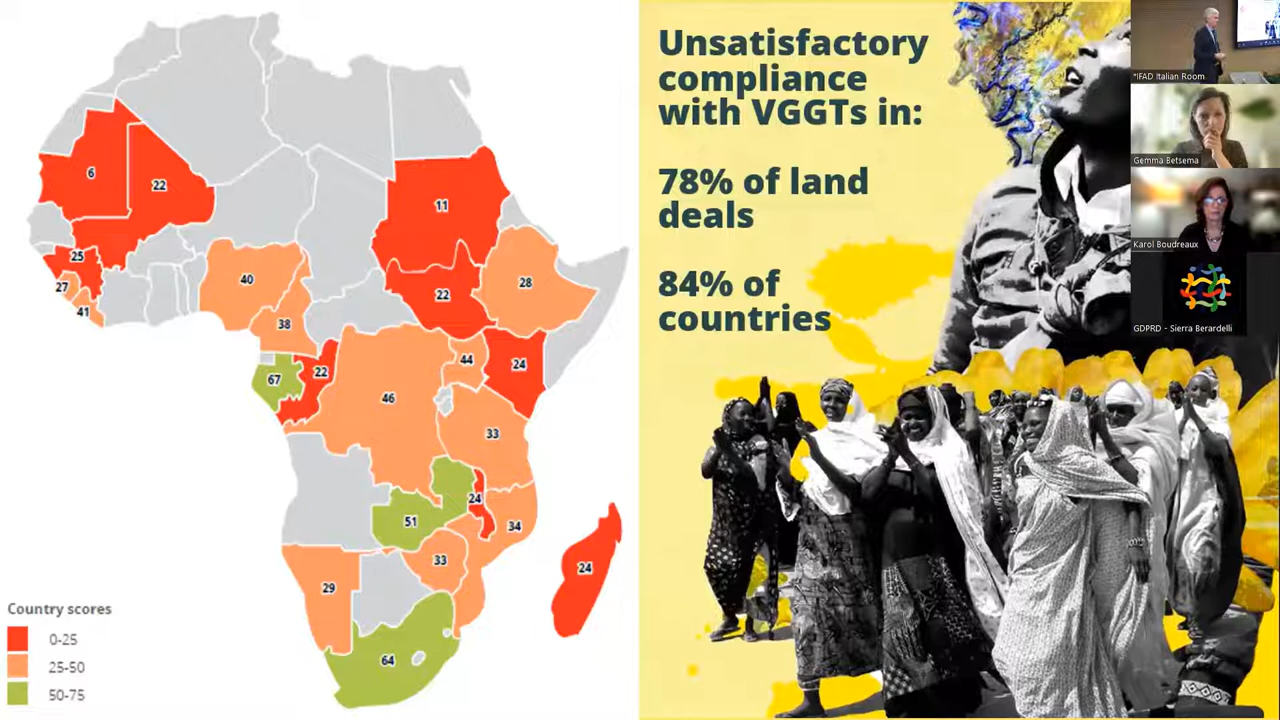 6
22
11
25
27
41
40
38
28
22
67
22
46
44
24
33
24
51
34
33
29
24
64
Country scores
0-25
25-50
50-75
Unsatisfactory
compliance
with VGGTs in:
78% of land
deals
84% of
countries
*IFAD Italian Room
Gemma Betsema
Karol Boudreaux
GDPRD - Sierra Berardelli